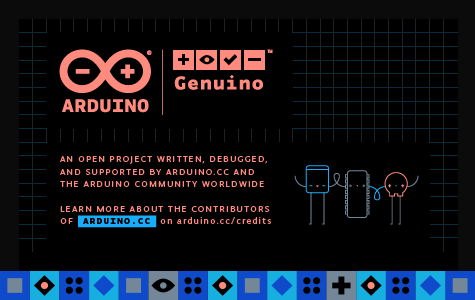 ARDUINO
Genuino
AN OPEN PROJECT WRITTEN, DEBUGGED,
AND SUPPORTED BY ARDUINO.CC AND
THE ARDUINO COMMUNITY WORLDWIDE
LEARN MORE ABOUT THE CONTRIBUTORS
OF ARDUINO.CC on arduino.cc/credits